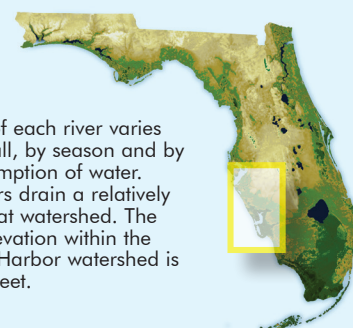 f each river varies
ll, by season and by
mption of water.
rs drain a relatively
at watershed. The
evation within the
Harbor watershed is
eet.